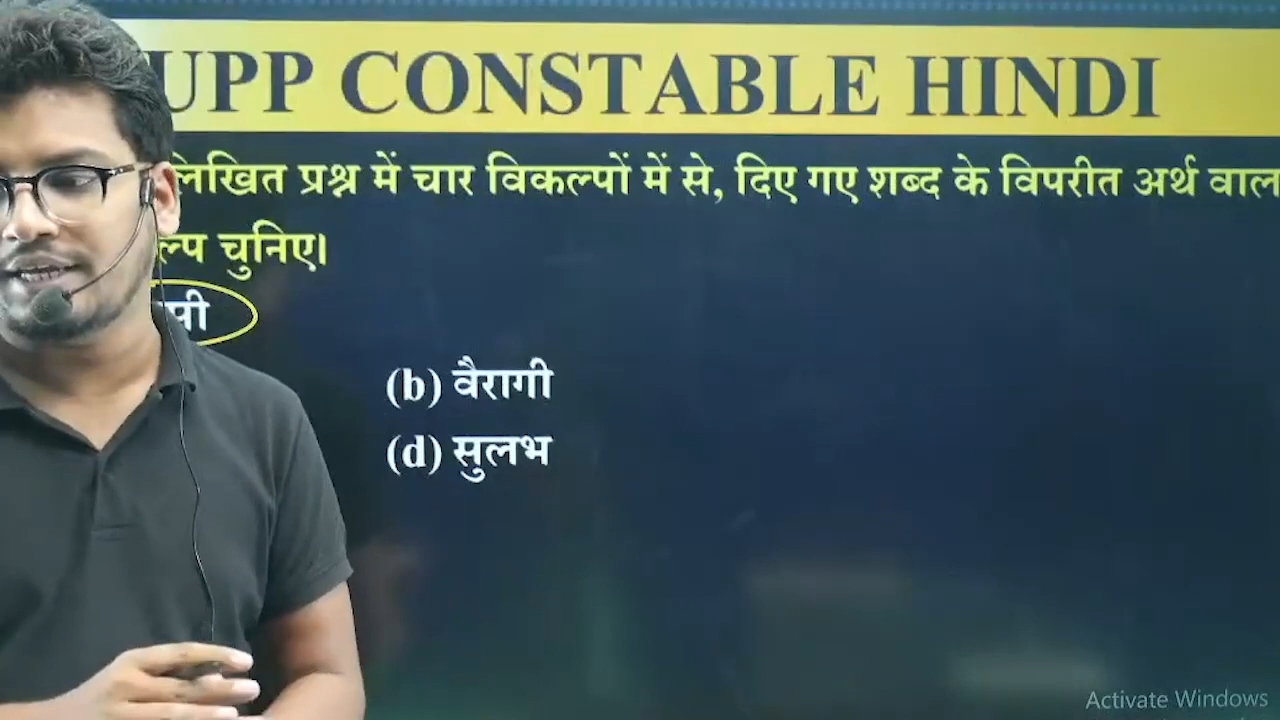 UPP CONSTABLE HINDI
लिखित प्रश्न में चार विकल्पों में से, दिए गए शब्द के विपरीत अर्थ वाल
ल्प चुनिए।
पी
(b) वैरागी
(d) सुलभ
Activate Windows